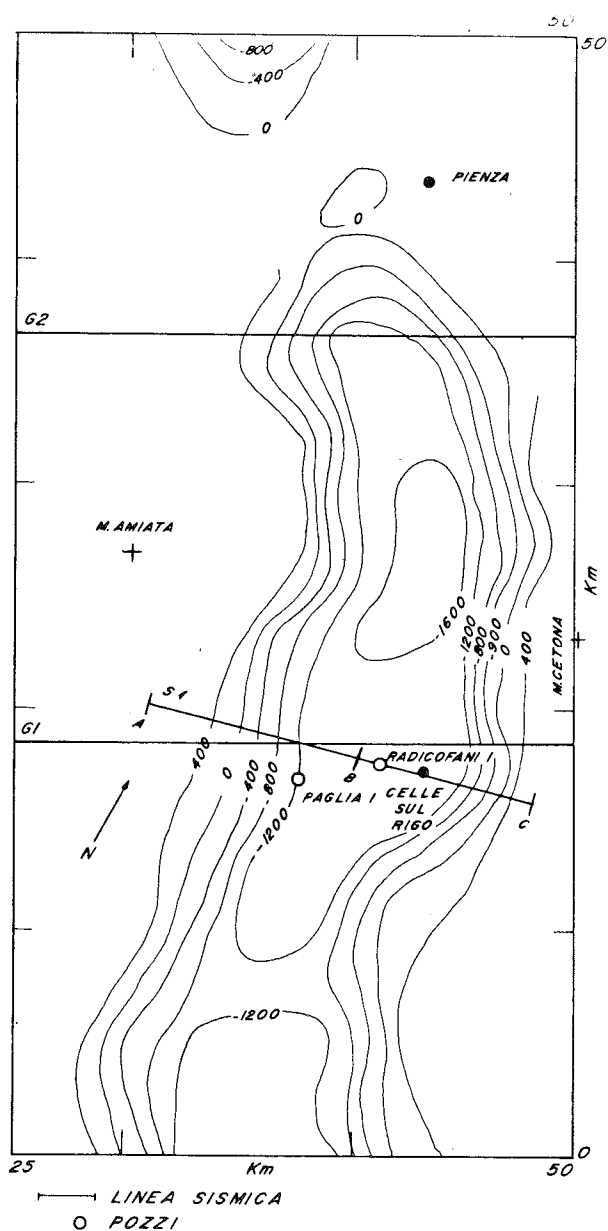 50
50
-800
-400
0
PIENZA
0
G2
M. AMIATA
Km
1600
-1200
-800
-900
0
400
M. CETONA
S4
A
G1
400
0
-400
-800
B
RADICOFANI 1
PAGLIA 1
CELLE
SUL
RIGO
C
N
-1200
-1200
25
Km
50
0
LINEA SISMICA
POZZI